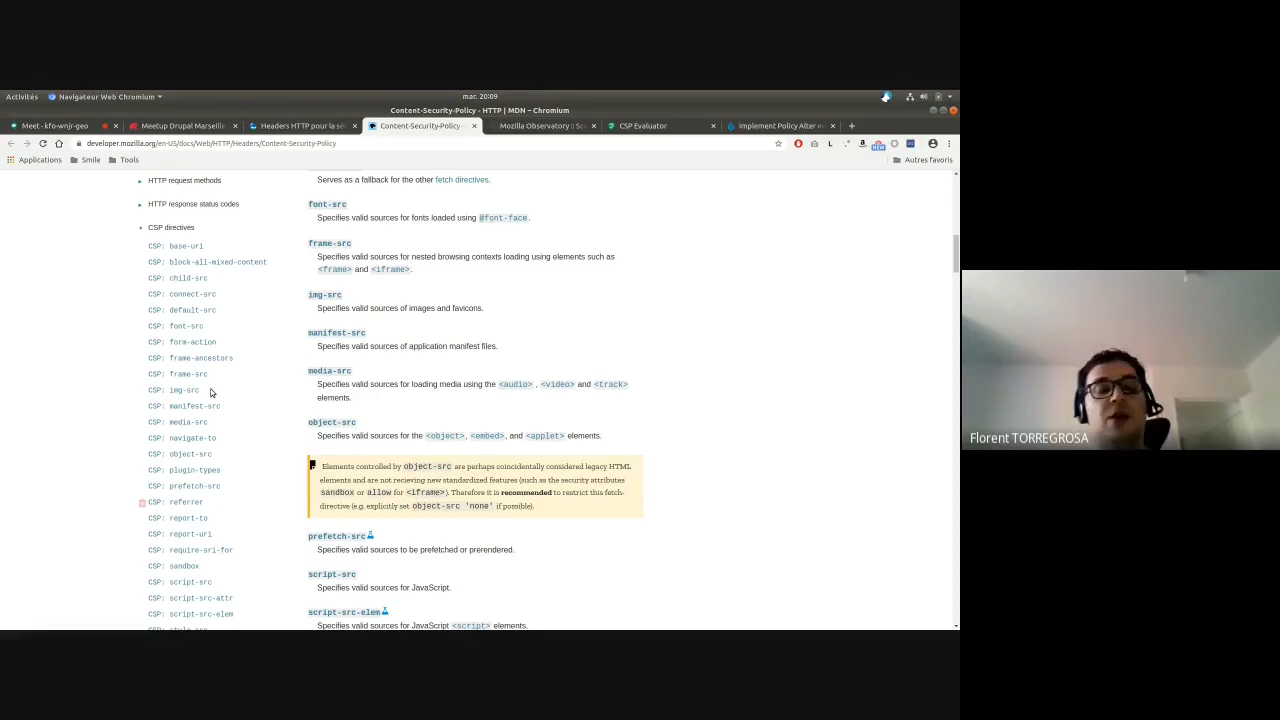 Activités
Navigateur Web Chromium
mar. 20:09
Content-Security-Policy - HTTP | MDN – Chromium
Meet - kfo-wnjr-geo
Meetup Drupal Marseille
Headers HTTP pour la sé
Content-Security-Policy -
Mozilla Observatory :: Sc
CSP Evaluator
Implement Policy Alter e
developer.mozilla.org/en-US/docs/Web/HTTP/Headers/Content-Security-Policy
Applications
Smile
Tools
Autres favoris
HTTP request methods
HTTP response status codes
CSP directives
CSP: base-uri
CSP: block-all-mixed-content
CSP: child-src
CSP: connect-src
CSP: default-src
CSP: font-src
CSP: form-action
CSP: frame-ancestors
CSP: frame-src
CSP: img-src
CSP: manifest-src
CSP: media-src
CSP: navigate-to
CSP: object-src
CSP: plugin-types
CSP: prefetch-src
CSP: referrer
CSP: report-to
CSP: report-uri
CSP: require-sri-for
CSP: sandbox
CSP: script-src
CSP: script-src-attr
CSP: script-src-elem
Serves as a fallback for the other fetch directives.
font-src
Specifies valid sources for fonts loaded using @font-face.
frame-src
Specifies valid sources for nested browsing contexts loading using elements such as
<frame> and <iframe>.
img-src
Specifies valid sources of images and favicons.
manifest-src
Specifies valid sources of application manifest files.
media-src
Specifies valid sources for loading media using the <audio> , <video> and <track>
elements.
object-src
Specifies valid sources for the <object>, <embed>, and <applet> elements.
Elements controlled by object-src are perhaps coincidentally considered legacy HTML
elements and are not recieving new standardized features (such as the security attributes
sandbox or allow for <iframe>). Therefore it is recommended to restrict this fetch-
directive (e.g. explicitly set object-src 'none' if possible).
prefetch-src
Specifies valid sources to be prefetched or prerendered.
script-src
Specifies valid sources for JavaScript.
script-src-elem
Specifies valid sources for JavaScript <script> elements.
Florent TORREGROSA